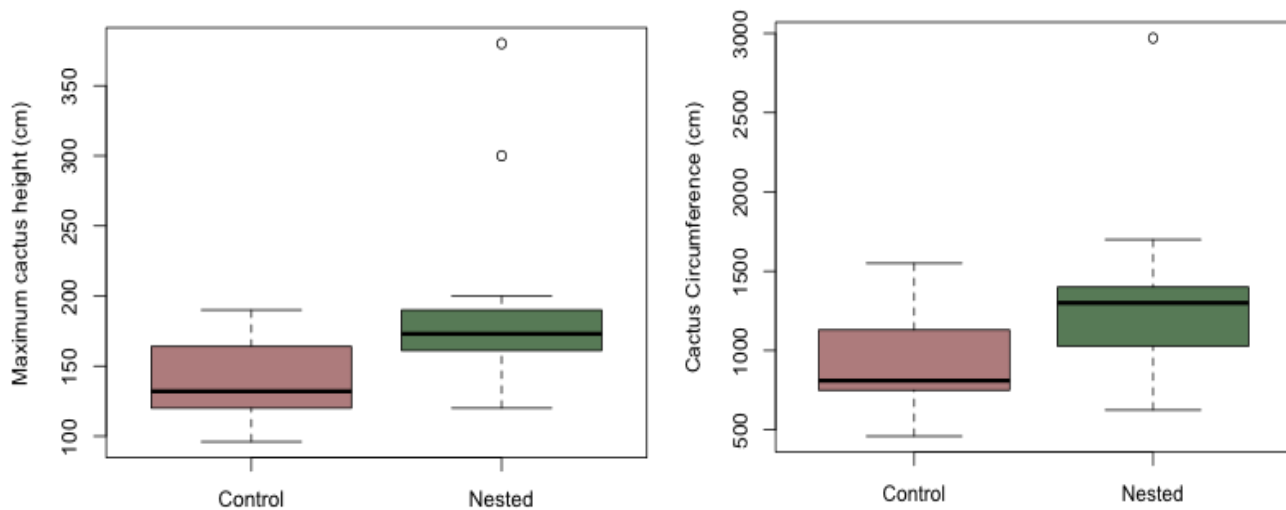 Maximum cactus height (cm)
350
300
250
200
150
100
Control
Nested
Cactus Circumference (cm)
3000
2500
2000
1500
1000
500
Control
Nested